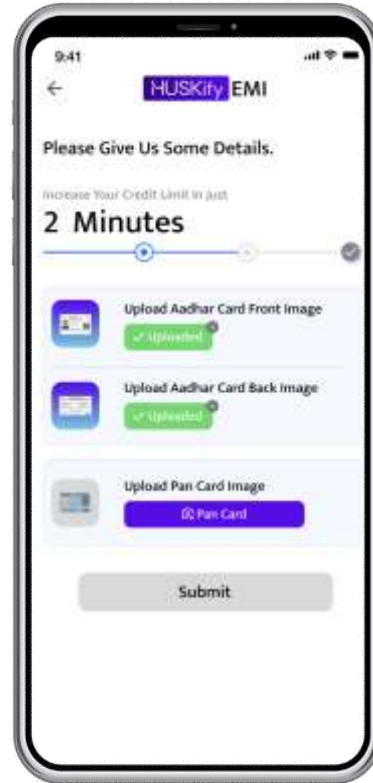 9:41
HUSKify EMI
Please Give Us Some Details.
Increase Your Credit Limit In Just
2 Minutes
Upload Aadhar Card Front Image
Uploaded
Upload Aadhar Card Back Image
Uploaded
Upload Pan Card Image
Pan Card
Submit